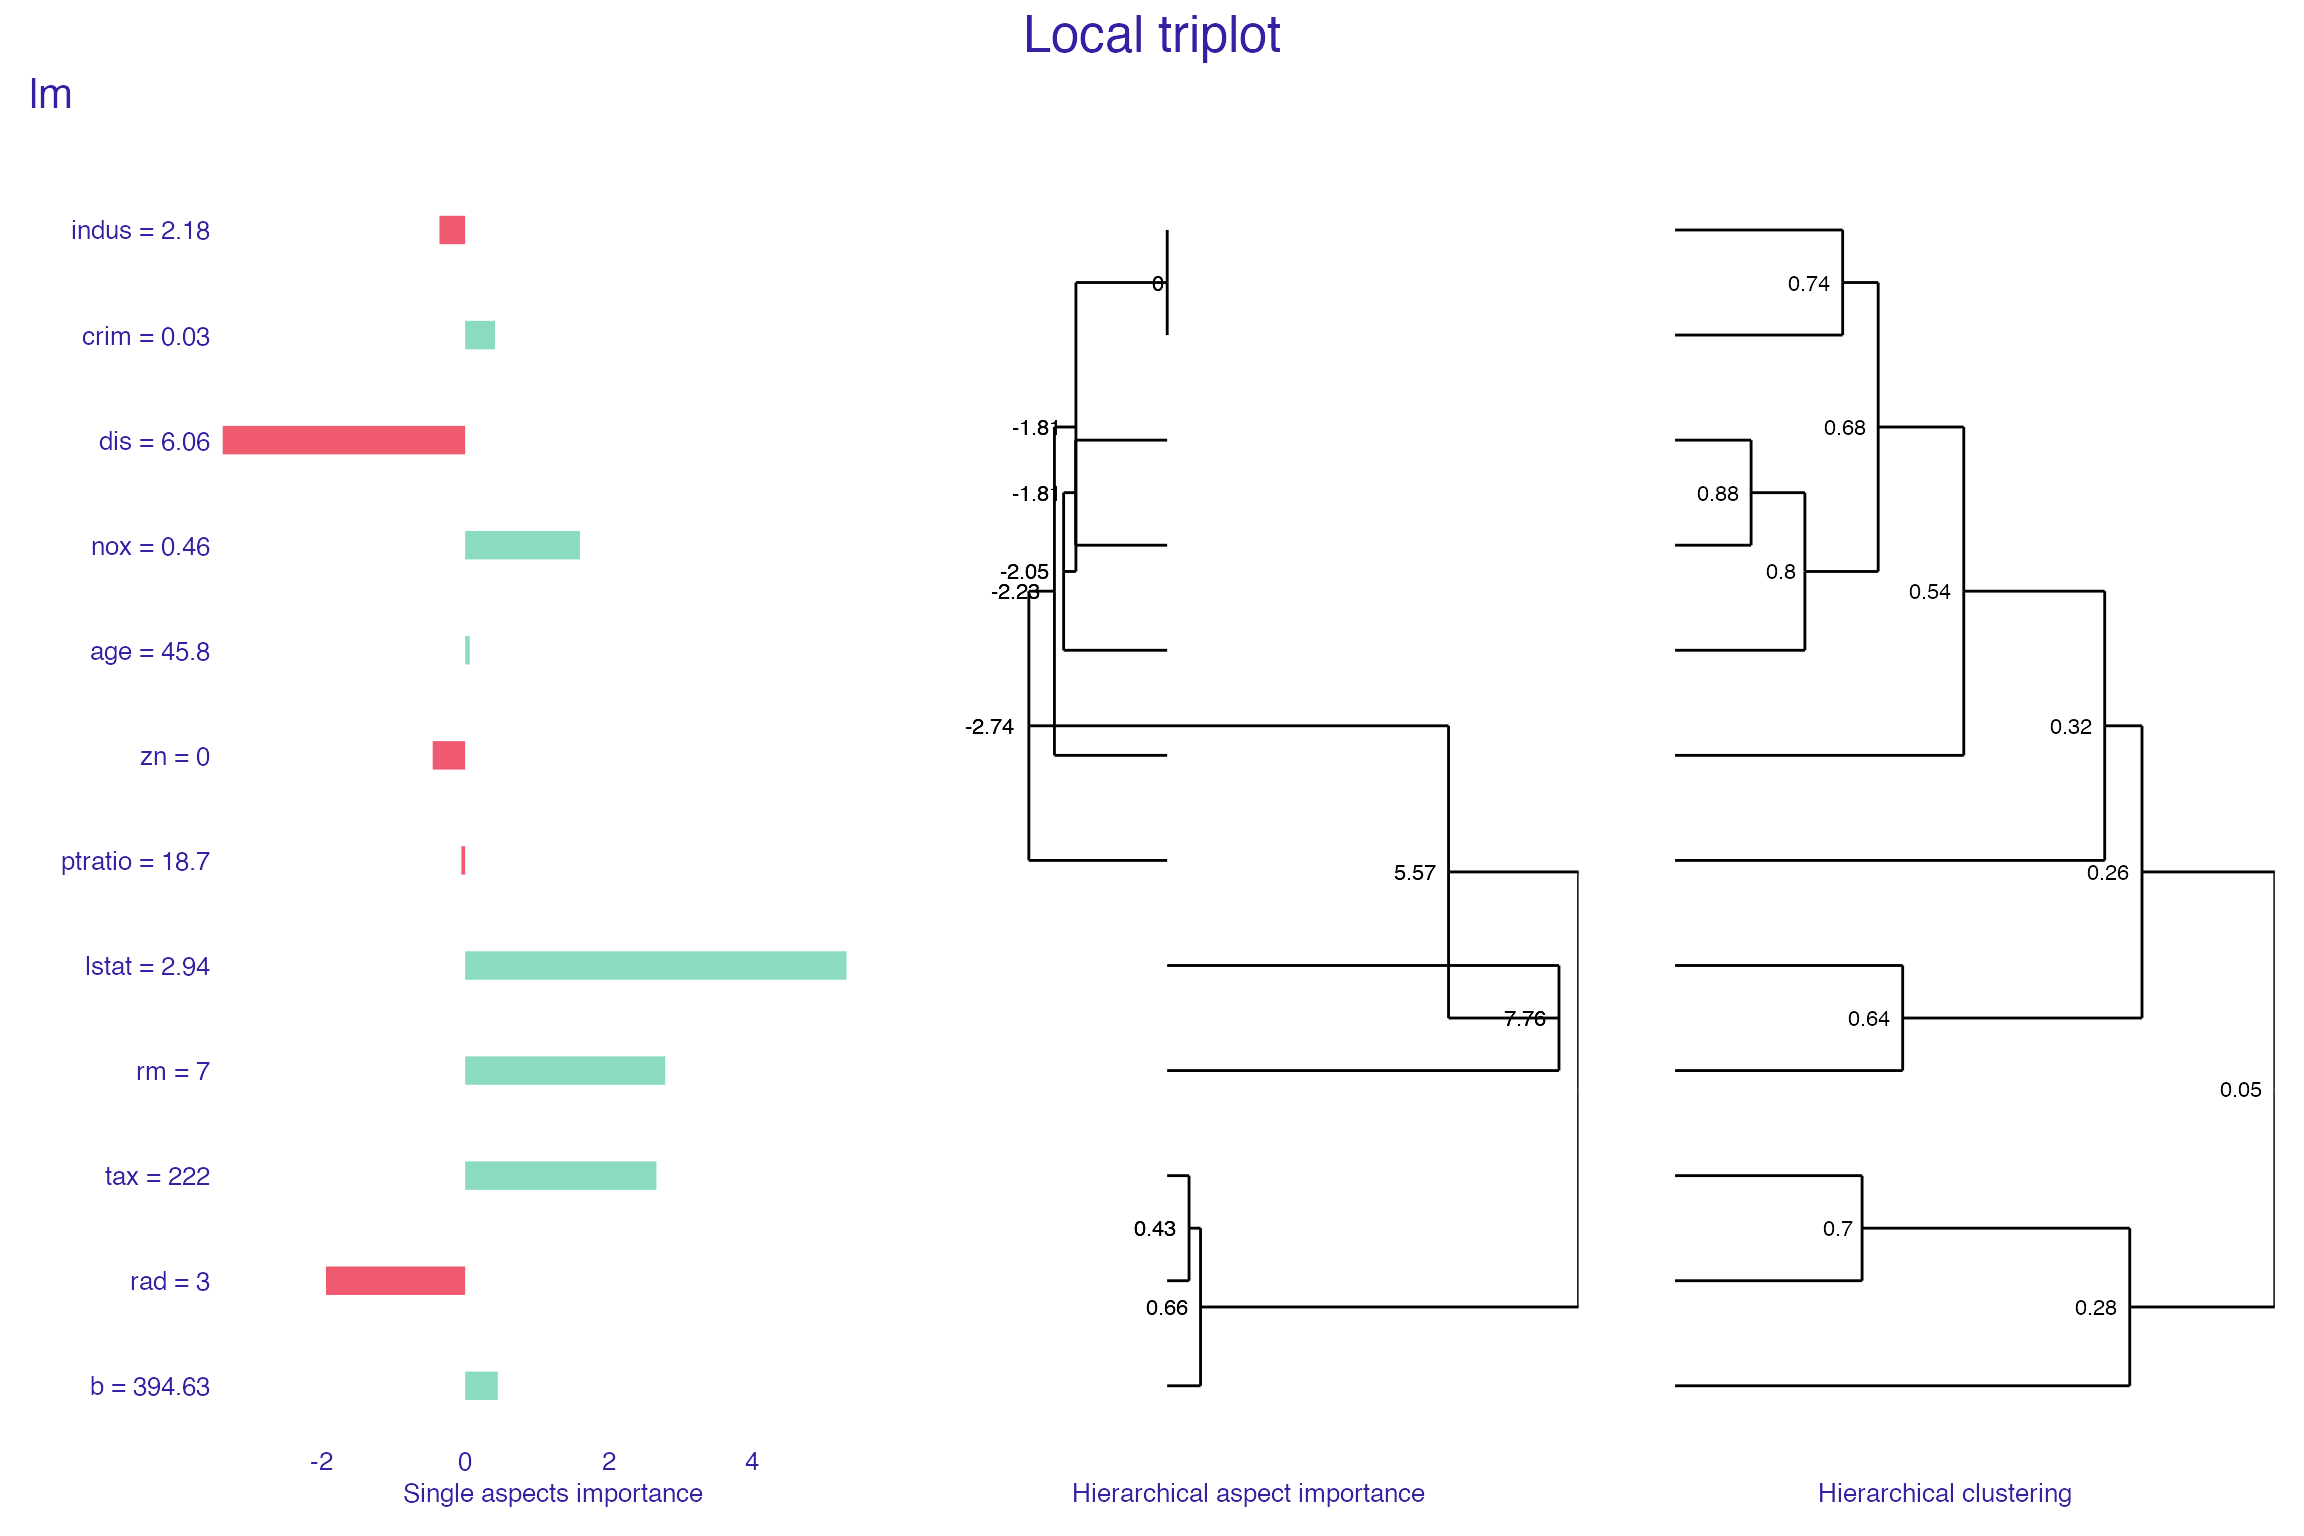 Local triplot
lm
indus = 2.18
crim = 0.03
dis = 6.06
nox = 0.46
age = 45.8
zn = 0
ptratio = 18.7
lstat = 2.94
rm = 7
tax = 222
rad = 3
b = 394.63
-2 0 2 4
Single aspects importance
0
-1.81
-1.81
-2.05
-2.23
-2.74
5.57
7.76
0.43
0.66
Hierarchical aspect importance
0.74
0.68
0.88
0.8
0.54
0.32
0.26
0.64
0.05
0.7
0.28
Hierarchical clustering